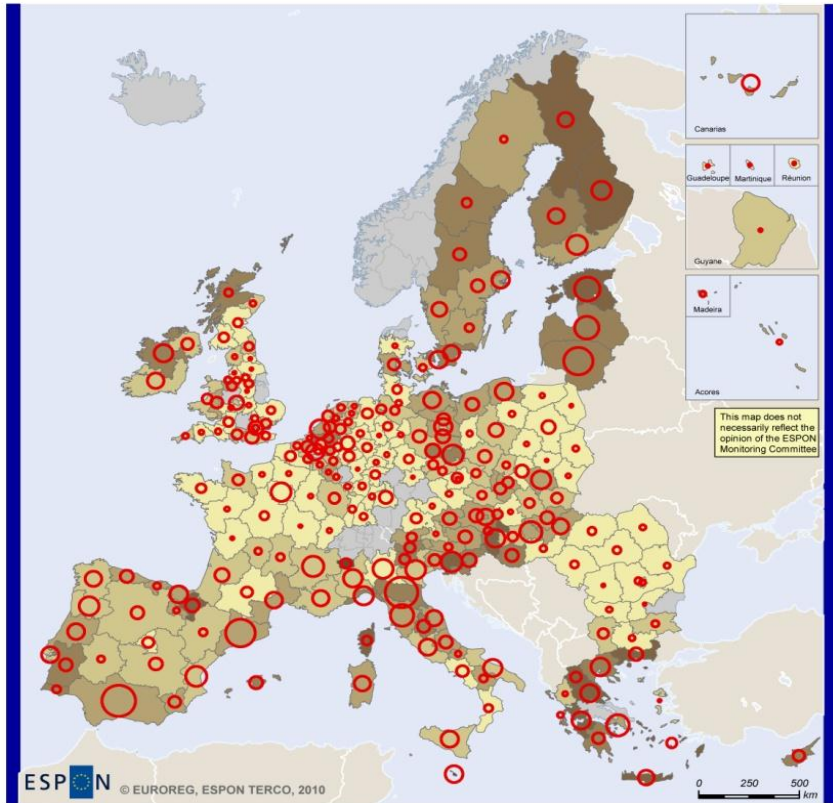 Canarias
Guadeloupe
Martinique
Réunion
Guyane
Madeira
Acores
This map does not
necessarily reflect the
opinion of the ESPON
Monitoring Committee
ESPON © EUROREG, ESPON TERCO, 2010
0 250 500
km